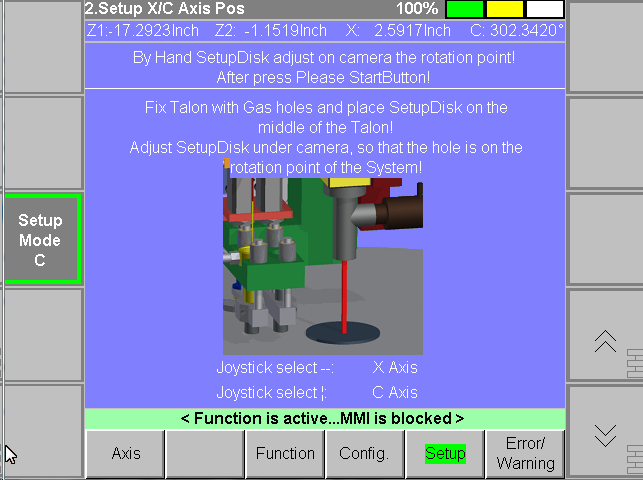 2.Setup X/C Axis Pos 100%
Z1:-17.2923Inch Z2: -1.1519Inch X: 2.5917Inch C: 302.3420°
By Hand SetupDisk adjust on camera the rotation point!
After press Please StartButton!
Fix Talon with Gas holes and place SetupDisk on the
middle of the Talon!
Adjust SetupDisk under camera, so that the hole is on the
rotation point of the System!
Setup
Mode
C
Joystick select --: X Axis
Joystick select ¦: C Axis
< Function is active...MMI is blocked >
Axis Function Config. Setup Error/
Warning